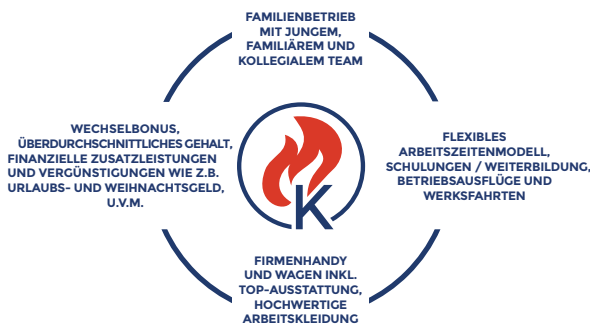 FAMILIENBETRIEB
MIT JUNGEM,
FAMILIÄREM UND
KOLLEGIALEM TEAM
WECHSELBONUS,
ÜBERDURCHSCHNITTLICHES GEHALT,
FINANZIELLE ZUSATZLEISTUNGEN
UND VERGÜNSTIGUNGEN WIE Z.B.
URLAUBS- UND WEIHNACHTSGELD,
U.V.M.
K
FLEXIBLES
ARBEITSZEITENMODELL,
SCHULUNGEN / WEITERBILDUNG,
BETRIEBSAUSFLÜGE UND
WERKSFAHRTEN
FIRMENHANDY
UND WAGEN INKL.
TOP-AUSSTATTUNG,
HOCHWERTIGE
ARBEITSKLEIDUNG